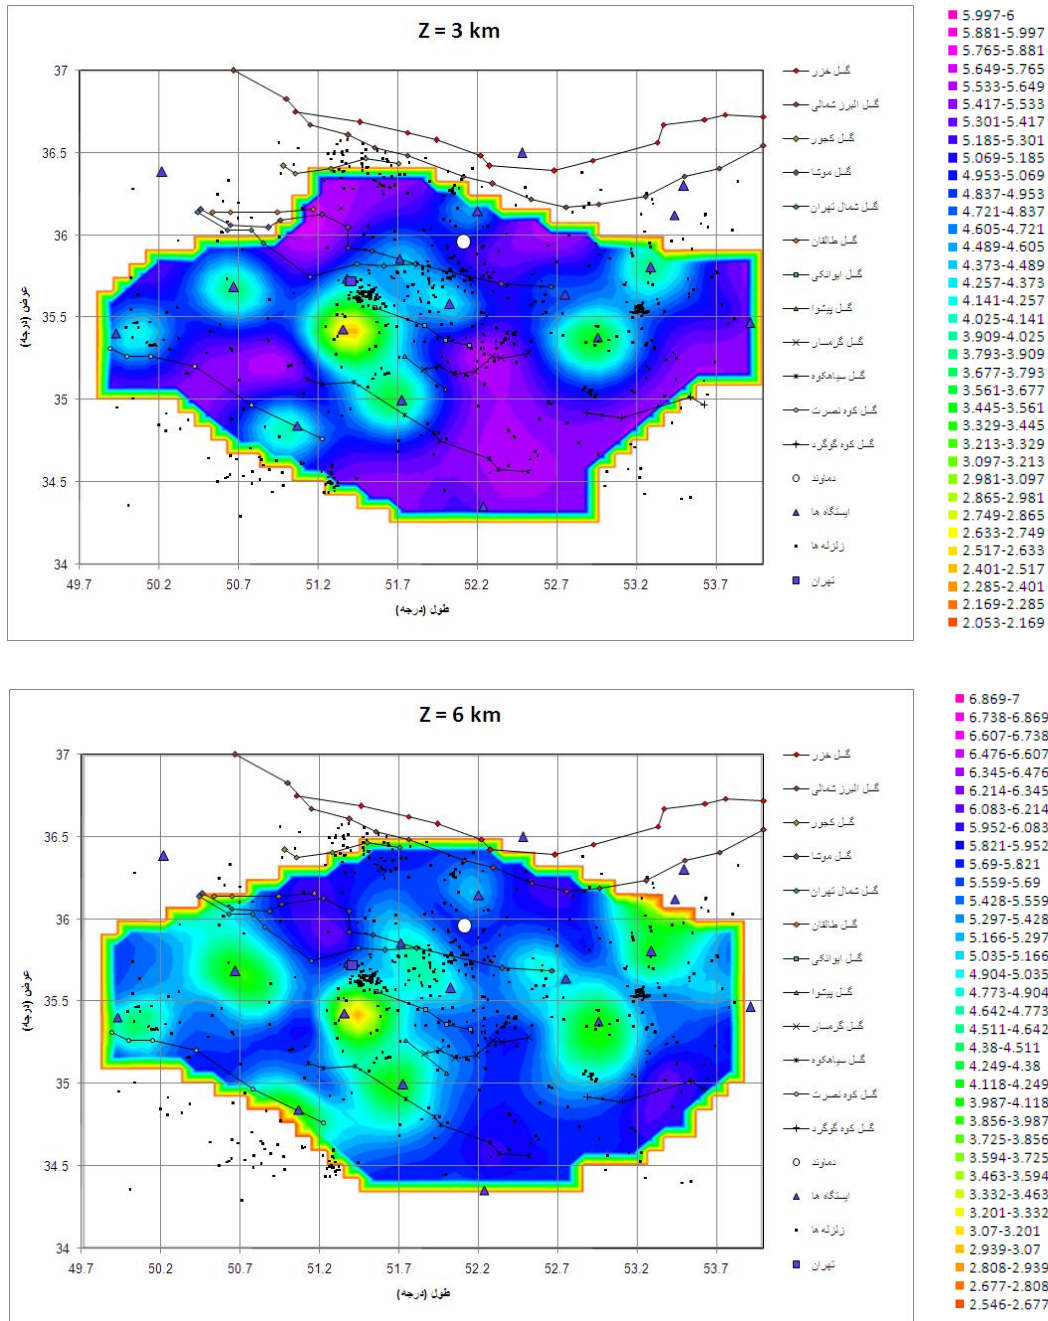 Z = 3 km
37
36.5
36
35.5
35
34.5
34
49.7
50.2
50.7
51.2
51.7
52.2
52.7
53.2
53.7
عرض (درجه)
طول (درجه)
گسل خزر
گسل البرز شمالی
گسل کجور
گسل موشا
گسل شمال تهران
گسل طالقان
گسل ایوانکی
گسل پیشوا
گسل گرمسار
گسل سیاهکوه
گسل کوه نصرت
گسل کوه گوگرد
دماوند
ایستگاه ها
زلزله ها
تهران
5.997-6
5.881-5.997
5.765-5.881
5.649-5.765
5.533-5.649
5.417-5.533
5.301-5.417
5.185-5.301
5.069-5.185
4.953-5.069
4.837-4.953
4.721-4.837
4.605-4.721
4.489-4.605
4.373-4.489
4.257-4.373
4.141-4.257
4.025-4.141
3.909-4.025
3.793-3.909
3.677-3.793
3.561-3.677
3.445-3.561
3.329-3.445
3.213-3.329
3.097-3.213
2.981-3.097
2.865-2.981
2.749-2.865
2.633-2.749
2.517-2.633
2.401-2.517
2.285-2.401
2.169-2.285
2.053-2.169
Z = 6 km
37
36.5
36
35.5
35
34.5
34
49.7
50.2
50.7
51.2
51.7
52.2
52.7
53.2
53.7
عرض (درجه)
طول (درجه)
گسل خزر
گسل البرز شمالی
گسل کجور
گسل موشا
گسل شمال تهران
گسل طالقان
گسل ایوانکی
گسل پیشوا
گسل گرمسار
گسل سیاهکوه
گسل کوه نصرت
گسل کوه گوگرد
دماوند
ایستگاه ها
زلزله ها
تهران
6.869-7
6.738-6.869
6.607-6.738
6.476-6.607
6.345-6.476
6.214-6.345
6.083-6.214
5.952-6.083
5.821-5.952
5.69-5.821
5.559-5.69
5.428-5.559
5.297-5.428
5.166-5.297
5.035-5.166
4.904-5.035
4.773-4.904
4.642-4.773
4.511-4.642
4.38-4.511
4.249-4.38
4.118-4.249
3.987-4.118
3.856-3.987
3.725-3.856
3.594-3.725
3.463-3.594
3.332-3.463
3.201-3.332
3.07-3.201
2.939-3.07
2.808-2.939
2.677-2.808
2.546-2.677